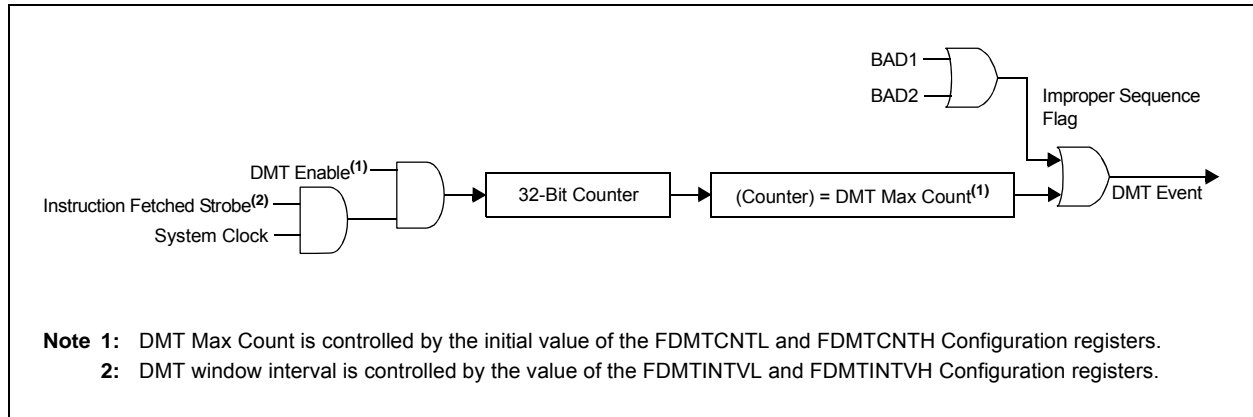 BAD1
BAD2
Improper Sequence
Flag
DMT Enable(1)
Instruction Fetched Strobe(2)
System Clock
32-Bit Counter
(Counter) = DMT Max Count(1)
DMT Event
Note 1: DMT Max Count is controlled by the initial value of the FDMTCNTL and FDMTCNTH Configuration registers.
2: DMT window interval is controlled by the value of the FDMTINTVL and FDMTINTVH Configuration registers.